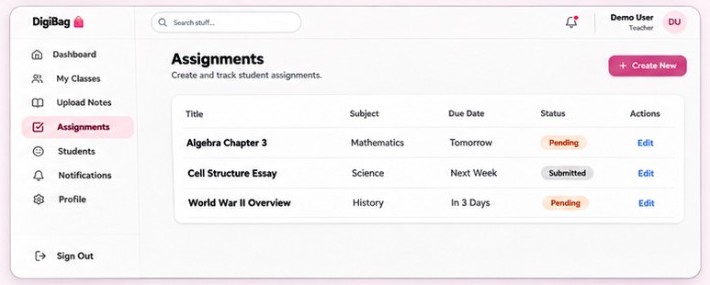 DigiBag
Search stuff...
Demo User
Teacher
DU
Dashboard
My Classes
Upload Notes
Assignments
Students
Notifications
Profile
Sign Out
Assignments
Create and track student assignments.
+ Create New
Title Subject Due Date Status Actions
Algebra Chapter 3 Mathematics Tomorrow Pending Edit
Cell Structure Essay Science Next Week Submitted Edit
World War II Overview History In 3 Days Pending Edit